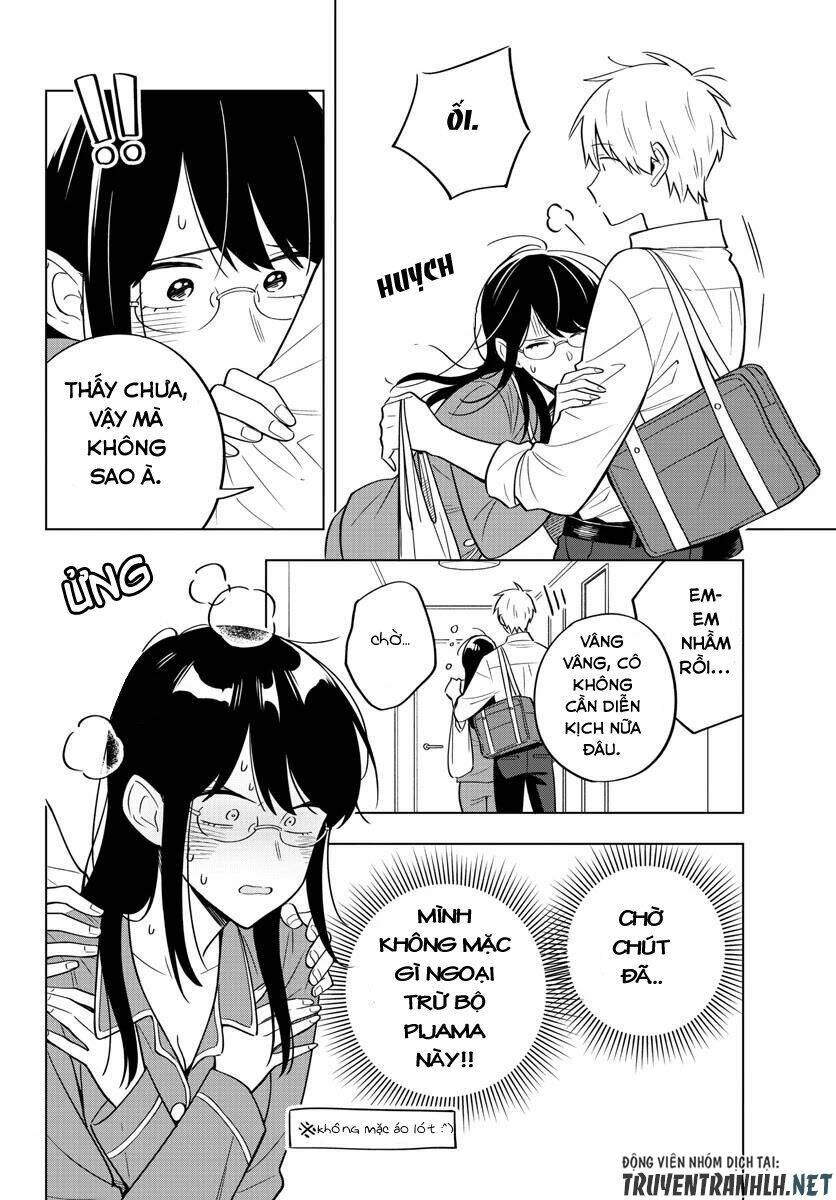 ỐI.
HUỴCH
!!
THẤY CHƯA,
VẬY MÀ
KHÔNG
SAO À.
EM-
EM
NHẦM
RỒI...
VÂNG
VÂNG, CÔ
KHÔNG
CẦN DIỄN
KỊCH NỮA
ĐÂU.
CHỜ...
ỬNG
CHỜ
CHÚT
ĐÃ..
MÌNH
KHÔNG MẶC
GÌ NGOẠI
TRỪ BỘ
PIJAMA
NÀY!!
※không mặc áo lót :^)
ĐỘNG VIÊN NHÓM DỊCH TẠI:
TRUYENTRANHLH.NET